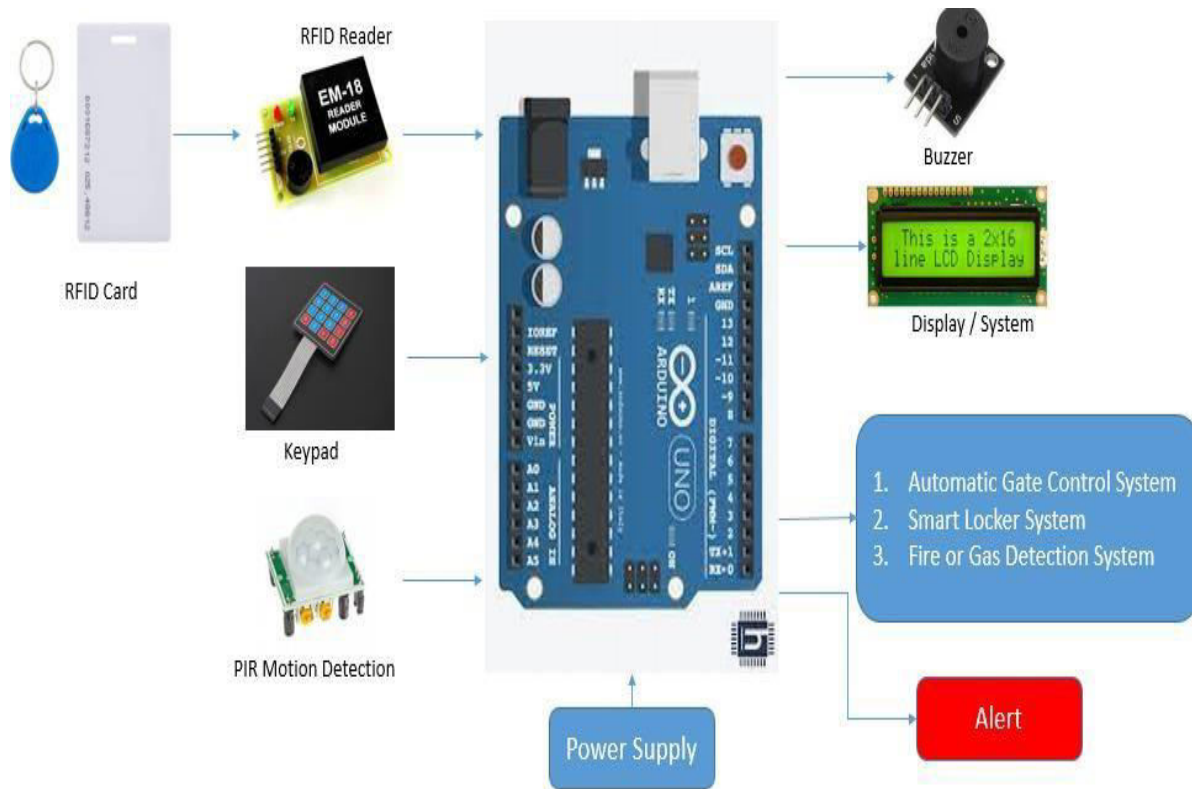 RFID Reader
EM-18
READER
MODULE
RFID Card
Keypad
PIR Motion Detection
IOREF
RESET
3.3V
5V
GND
GND
Vin
POWER
A0
A1
A2
A3
A4
A5
ANALOG IN
SCL
SDA
AREF
GND
13
12
~11
~10
~9
8
7
6
5
4
3
2
TX→1
RX←0
DIGITAL (PWM~)
TX
RX
ARDUINO
UNO
ON
Power Supply
Buzzer
S
This is a 2x16
line LCD Display
Display / System
1. Automatic Gate Control System
2. Smart Locker System
3. Fire or Gas Detection System
Alert